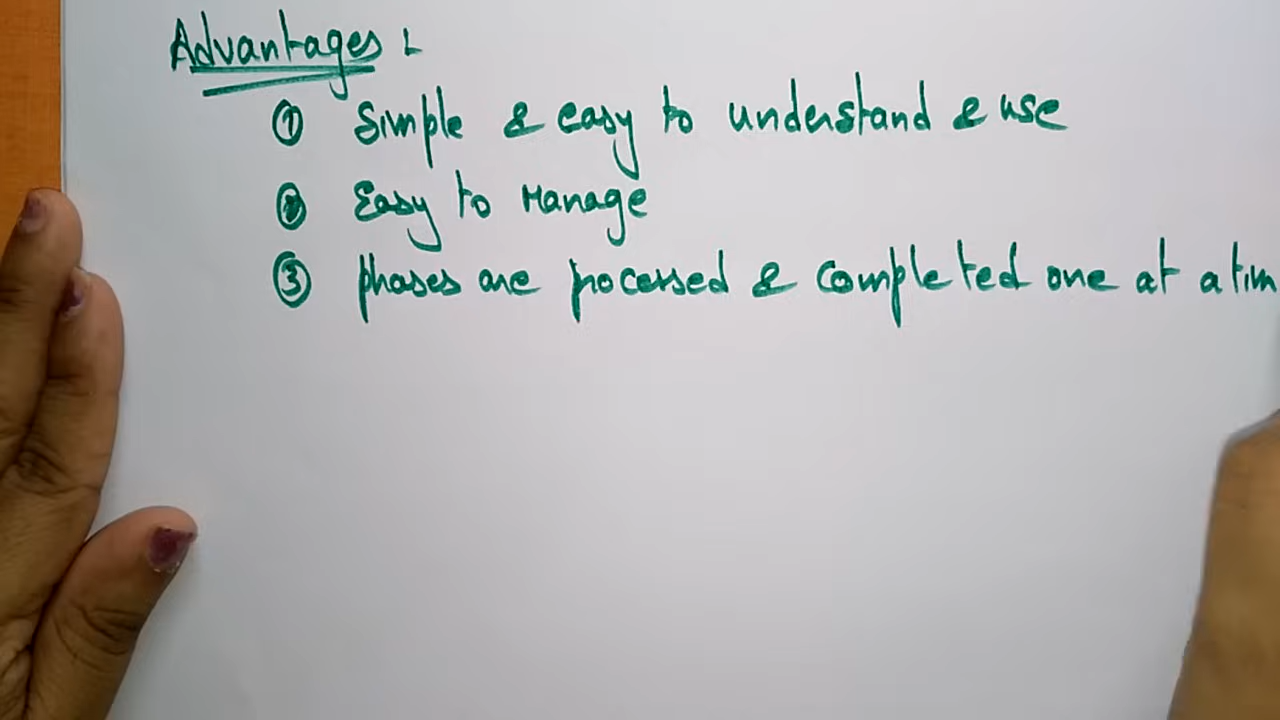 Advantages :
① Simple & easy to understand & use
② Easy to Manage
③ phases are processed & completed one at a tim